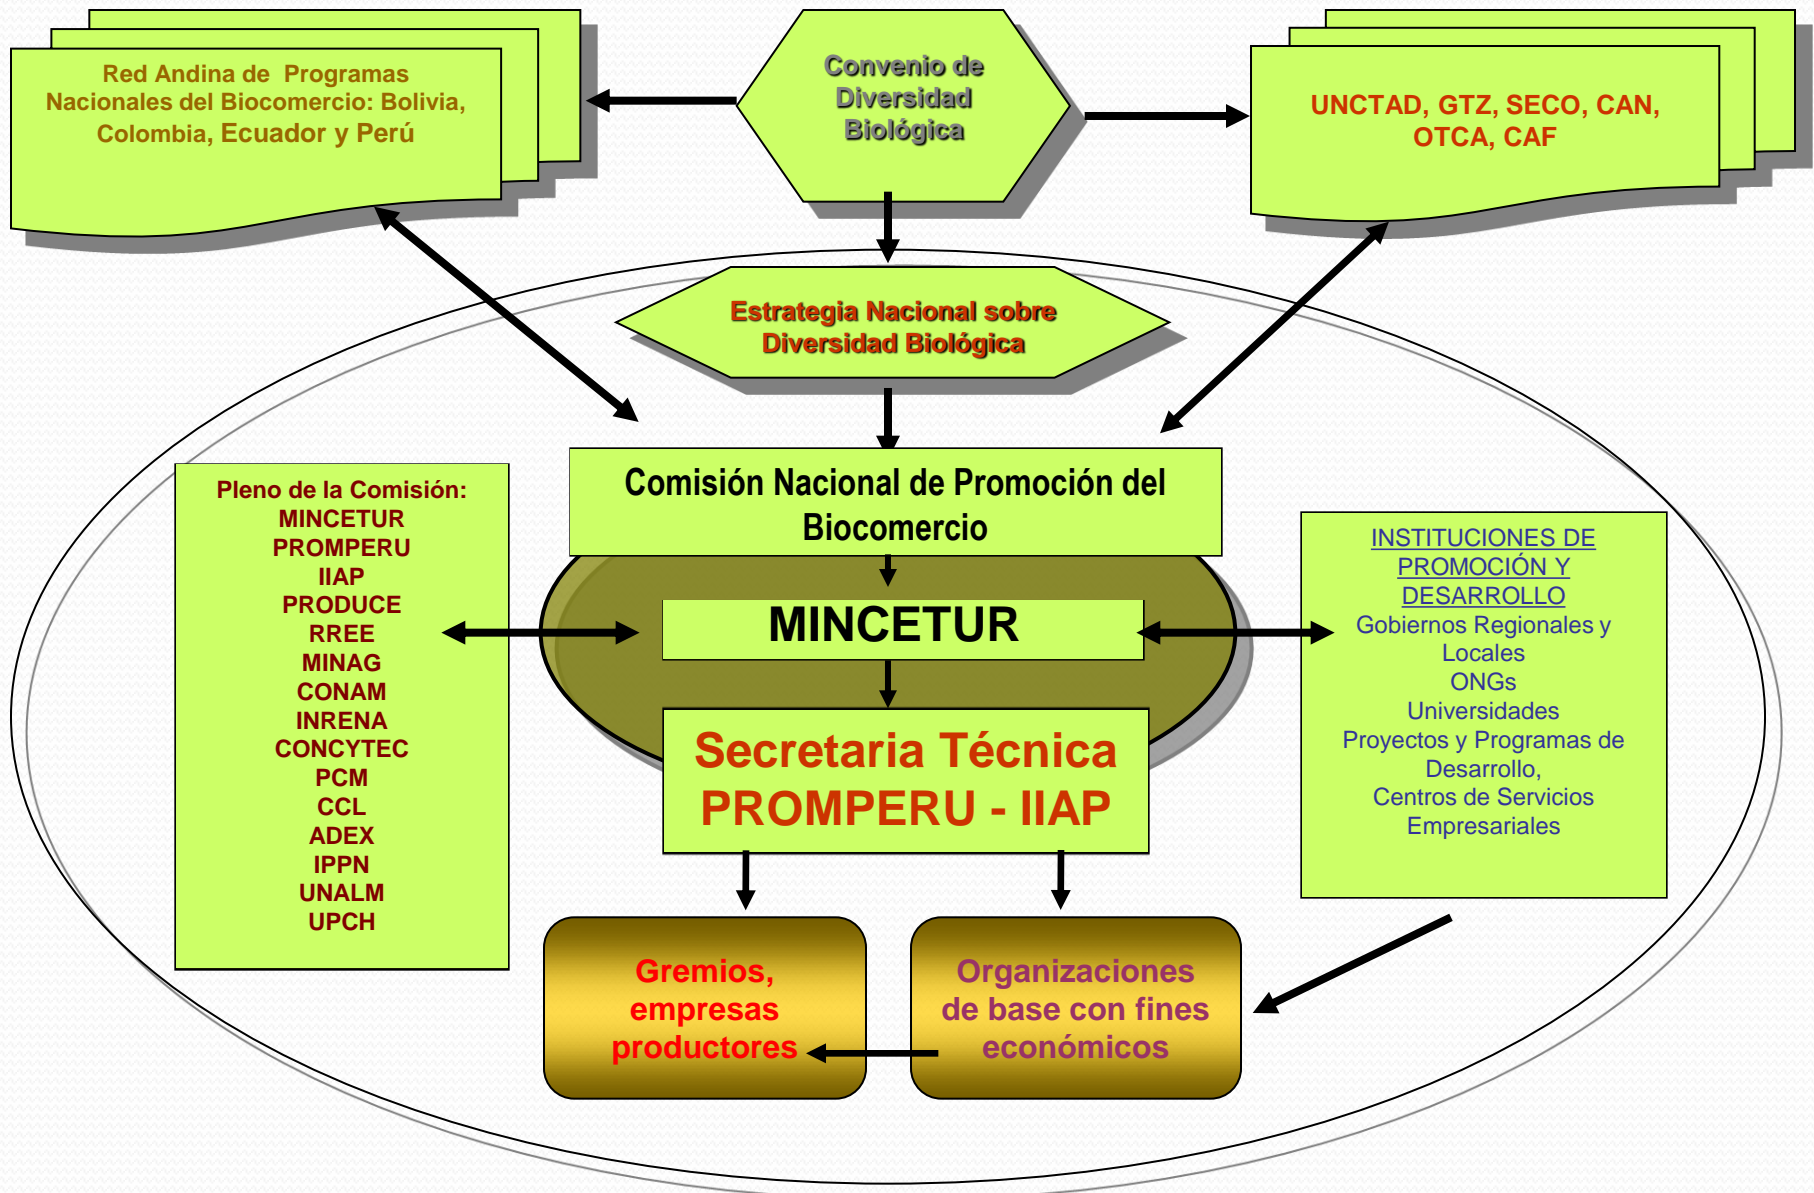 Red Andina de Programas
Nacionales del Biocomercio: Bolivia,
Colombia, Ecuador y Perú
Convenio de
Diversidad
Biológica
UNCTAD, GTZ, SECO, CAN,
OTCA, CAF
Estrategia Nacional sobre
Diversidad Biológica
Comisión Nacional de Promoción del
Biocomercio
Pleno de la Comisión:
MINCETUR
PROMPERU
IIAP
PRODUCE
RREE
MINAG
CONAM
INRENA
CONCYTEC
PCM
CCL
ADEX
IPPN
UNALM
UPCH
MINCETUR
INSTITUCIONES DE
PROMOCIÓN Y
DESARROLLO
Gobiernos Regionales y
Locales
ONGs
Universidades
Proyectos y Programas de
Desarrollo,
Centros de Servicios
Empresariales
Secretaria Técnica
PROMPERU - IIAP
Gremios,
empresas
productores
Organizaciones
de base con fines
económicos